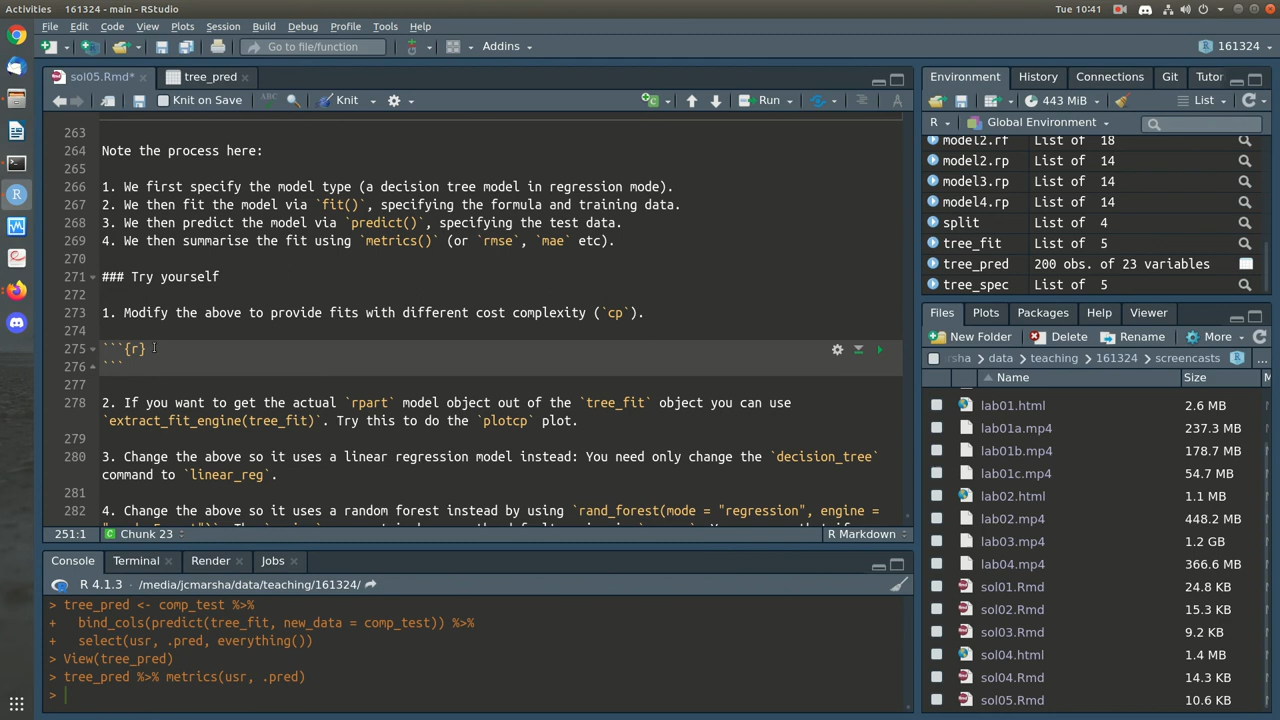 Activities
161324 - main - RStudio
Tue 10:41
File Edit Code View Plots Session Build Debug Profile Tools Help
Go to file/function
Addins
161324
sol05.Rmd*
tree_pred
Knit on Save
ABC
Knit
Run
263
264 Note the process here:
265
266 1. We first specify the model type (a decision tree model in regression mode).
267 2. We then fit the model via `fit()`, specifying the formula and training data.
268 3. We then predict the model via `predict()`, specifying the test data.
269 4. We then summarise the fit using `metrics()` (or `rmse`, `mae` etc).
270
271 ### Try yourself
272
273 1. Modify the above to provide fits with different cost complexity (`cp`).
274
275 ```{r}
276 ```
277
278 2. If you want to get the actual `rpart` model object out of the `tree_fit` object you can use
`extract_fit_engine(tree_fit)`. Try this to do the `plotcp` plot.
279
280 3. Change the above so it uses a linear regression model instead: You need only change the `decision_tree`
command to `linear_reg`.
281
282 4. Change the above so it uses a random forest instead by using `rand_forest(mode = "regression", engine =
251:1
Chunk 23
R Markdown
Console
Terminal
Render
Jobs
R 4.1.3 · /media/jcmarsha/data/teaching/161324/
> tree_pred <- comp_test %>%
+ bind_cols(predict(tree_fit, new_data = comp_test)) %>%
+ select(usr, .pred, everything())
> View(tree_pred)
> tree_pred %>% metrics(usr, .pred)
>
Environment History Connections Git Tutor
443 MiB
List
R
Global Environment
model2.rf List of 18
model2.rp List of 14
model3.rp List of 14
model4.rp List of 14
split List of 4
tree_fit List of 5
tree_pred 200 obs. of 23 variables
tree_spec List of 5
Files Plots Packages Help Viewer
New Folder
Delete
More
arsha > data > teaching > 161324 > screencasts
...
Name Size
lab01.html 2.6 MB
lab01a.mp4 237.3 MB
lab01b.mp4 178.7 MB
lab01c.mp4 54.7 MB
lab02.html 1.1 MB
lab02.mp4 448.2 MB
lab03.mp4 1.2 GB
lab04.mp4 366.6 MB
sol01.Rmd 24.8 KB
sol02.Rmd 15.3 KB
sol03.Rmd 9.2 KB
sol04.html 1.4 MB
sol04.Rmd 14.3 KB
sol05.Rmd 10.6 KB